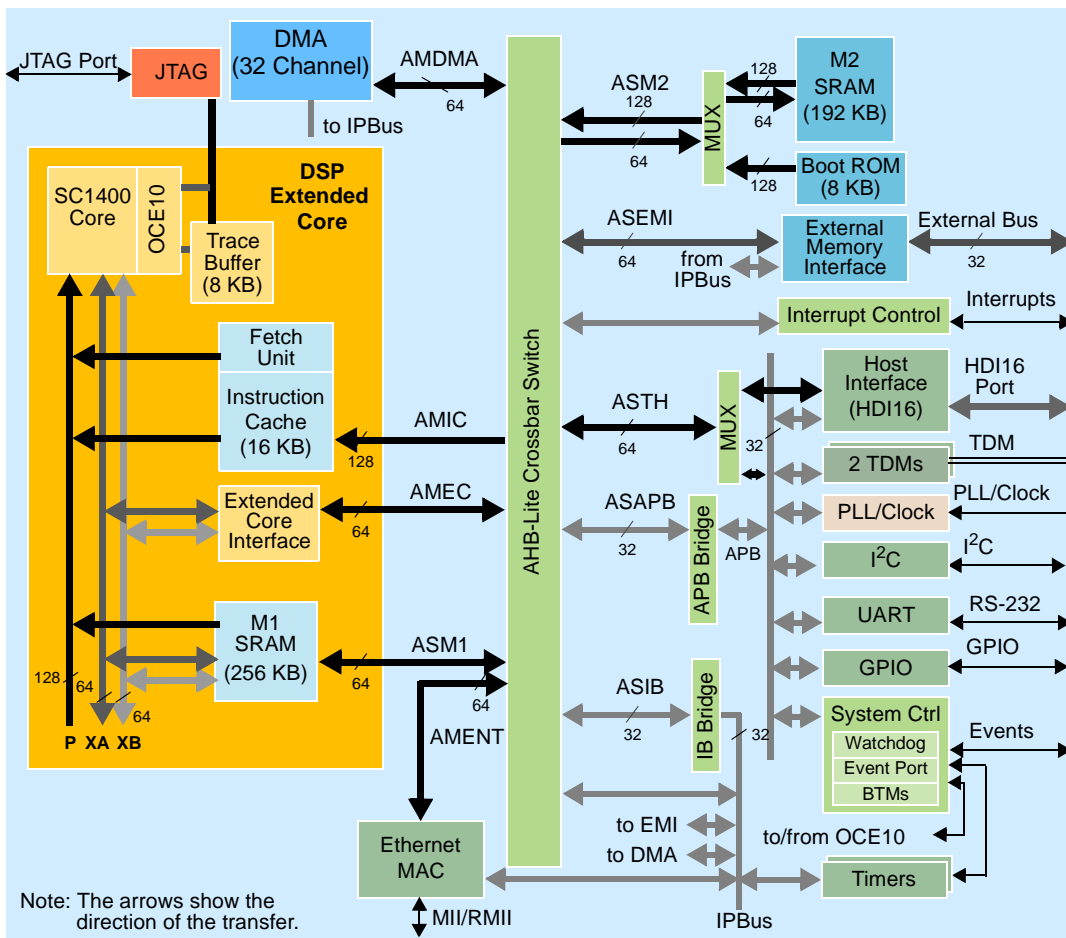 JTAG Port
JTAG
DMA
(32 Channel)
AMDMA
64
to IPBus
DSP
Extended
Core
SC1400
Core
OCE10
Trace
Buffer
(8 KB)
Fetch
Unit
Instruction
Cache
(16 KB)
AMIC
128
Extended
Core
Interface
AMEC
64
M1
SRAM
(256 KB)
ASM1
64
128
64
64
P XA XB
AMENT
64
Ethernet
MAC
MII/RMII
Note: The arrows show the
direction of the transfer.
AHB-Lite Crossbar Switch
ASM2
128
64
MUX
128
64
M2
SRAM
(192 KB)
128
Boot ROM
(8 KB)
ASEMI
64
from
IPBus
External
Memory
Interface
External Bus
32
Interrupt Control
Interrupts
ASTH
64
MUX
32
Host
Interface
(HDI16)
HDI16
Port
2 TDMs
TDM
ASAPB
32
APB Bridge
APB
PLL/Clock
PLL/Clock
I2C
I2C
UART
RS-232
GPIO
GPIO
ASIB
32
IB Bridge
32
System Ctrl
Watchdog
Event Port
BTMs
Events
to EMI
to DMA
to/from OCE10
Timers
IPBus